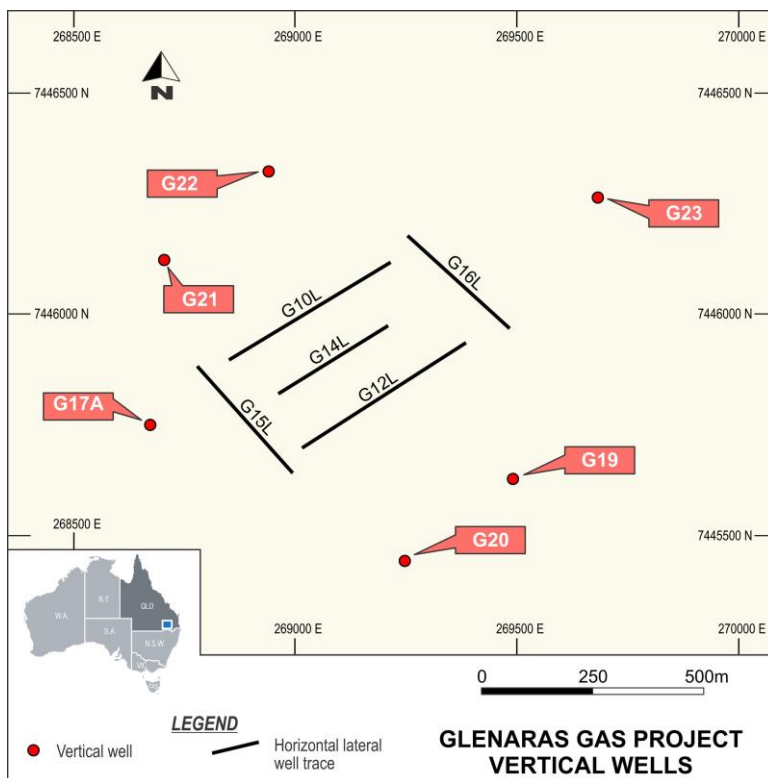 268500 E
269000 E
269500 E
270000 E
7446500 N
7446500 N
N
G22
G23
G21
G16L
G10L
7446000 N
7446000 N
G14L
G12L
G17A
G15L
G19
268500 E
7445500 N
G20
269000 E
269500 E
270000 E
W.A.
N.T.
QLD
S.A.
N.S.W
0 250 500m
LEGEND
Vertical well
Horizontal lateral
well trace
GLENARAS GAS PROJECT
VERTICAL WELLS